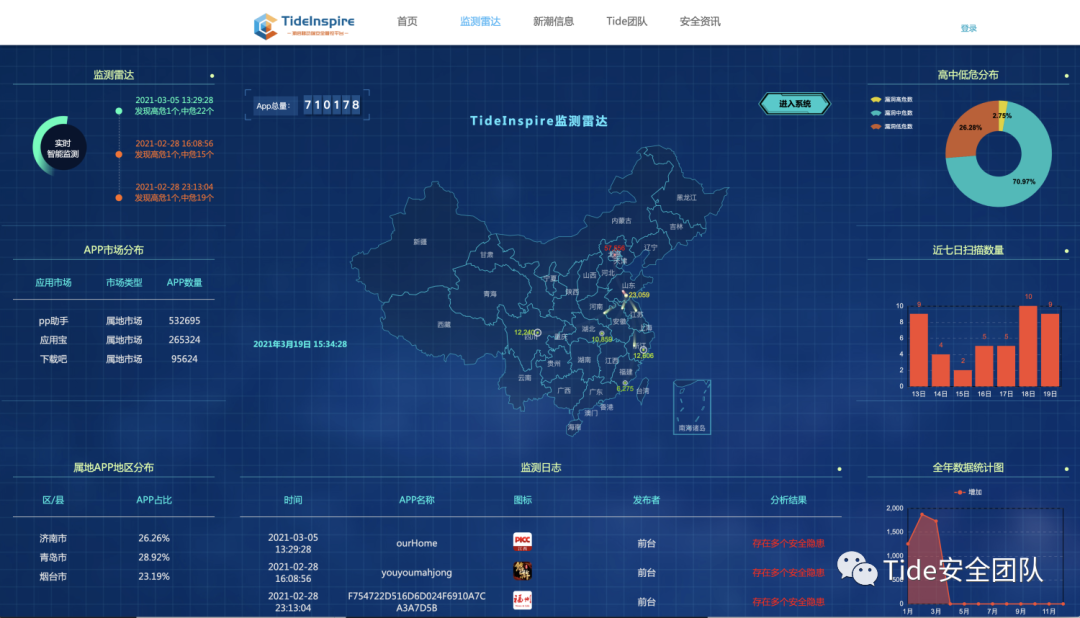 TideInspire
首页 监测雷达 新潮信息 Tide团队 安全资讯
登录
监测雷达
2021-03-05 13:29:28
发现高危1个,中危22个
实时
智能监测
2021-02-28 16:08:56
发现高危1个,中危15个
2021-02-28 23:13:04
发现高危1个,中危19个
App总量: 710178
TideInspire监测雷达
进入系统
高中低危分布
漏洞高危数
漏洞中危数
漏洞低危数
2.75%
26.28%
70.97%
APP市场分布
应用市场 市场类型 APP数量
pp助手 属地市场 532695
应用宝 属地市场 265324
下载吧 属地市场 95624
2021年3月19日 15:34:28
黑龙江
内蒙古
吉林
新疆
辽宁
甘肃
天津
宁夏
山西
河北
陕西
山东
青海
23,059
河南
西藏
安徽
湖北
12,240
四川
重庆
10,859
12,806
贵州
湖南
江西
福建
云南
6,275
台湾
广西
广东
香港
澳门
海南
南海诸岛
近七日扫描数量
10
8
6
4
2
0
9 4 2 5 5 10 9
13日 14日 15日 16日 17日 18日 19日
属地APP地区分布
区/县 APP占比
济南市 26.26%
青岛市 28.92%
烟台市 23.19%
监测日志
时间 APP名称 图标 发布者 分析结果
2021-03-05
13:29:28
ourHome
PICC
前台
存在多个安全隐患
2021-02-28
16:08:56
youyoumahjong
前台
存在多个安全隐患
2021-02-28
23:13:04
F754722D516D6D024F6910A7C
A3A7D5B
前台
存在多个安全隐患
全年数据统计图
增加
2,000
1,500
1,000
500
0
1月 3月 5月 7月 9月 11月
Tide安全团队